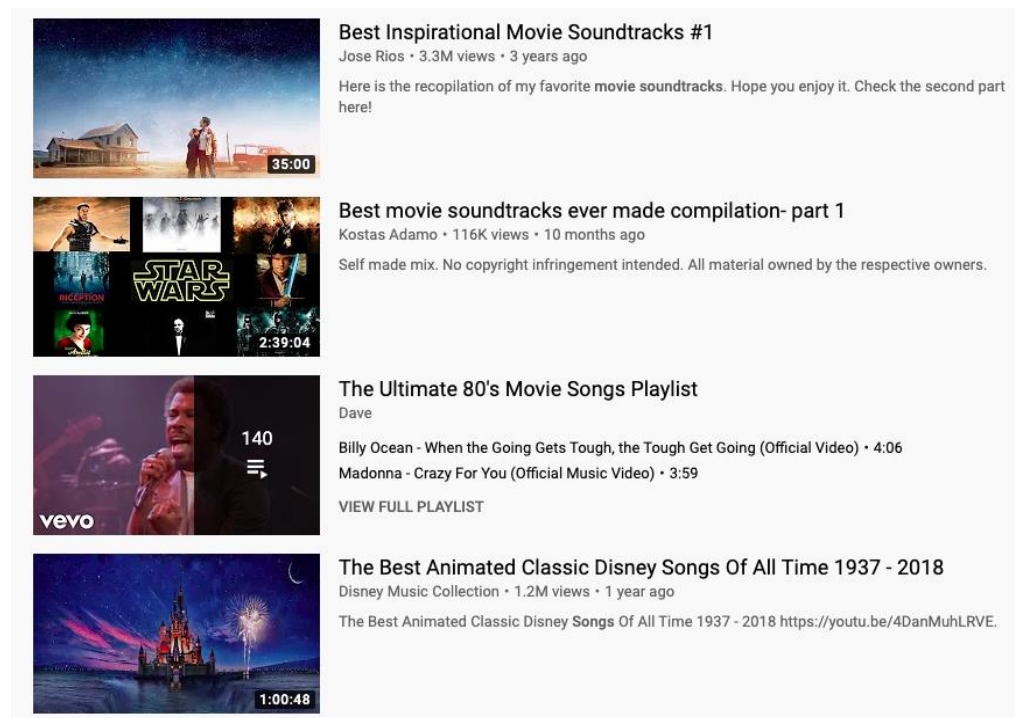 Best Inspirational Movie Soundtracks #1
Jose Rios • 3.3M views • 3 years ago
Here is the recopilation of my favorite movie soundtracks. Hope you enjoy it. Check the second part
here!
35:00
Best movie soundtracks ever made compilation- part 1
Kostas Adamo • 116K views • 10 months ago
Self made mix. No copyright infringement intended. All material owned by the respective owners.
INCEPTION
STAR
WARS
2:39:04
The Ultimate 80's Movie Songs Playlist
Dave
Billy Ocean - When the Going Gets Tough, the Tough Get Going (Official Video) • 4:06
Madonna - Crazy For You (Official Music Video) • 3:59
VIEW FULL PLAYLIST
140
vevo
The Best Animated Classic Disney Songs Of All Time 1937 - 2018
Disney Music Collection • 1.2M views • 1 year ago
The Best Animated Classic Disney Songs Of All Time 1937 - 2018 https://youtu.be/4DanMuhLRVE.
1:00:48